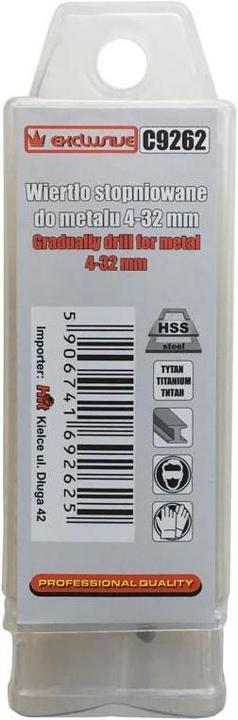 EXCLUSIVE C9262
Wiertło stopniowane
do metalu 4-32 mm
Gradually drill for metal
4-32 mm
HSS
steel
TYTAN
TITANIUM
ТИТАН
5 906741 692625
Importer: Hit Kielce ul. Długa 42
PROFESSIONAL QUALITY